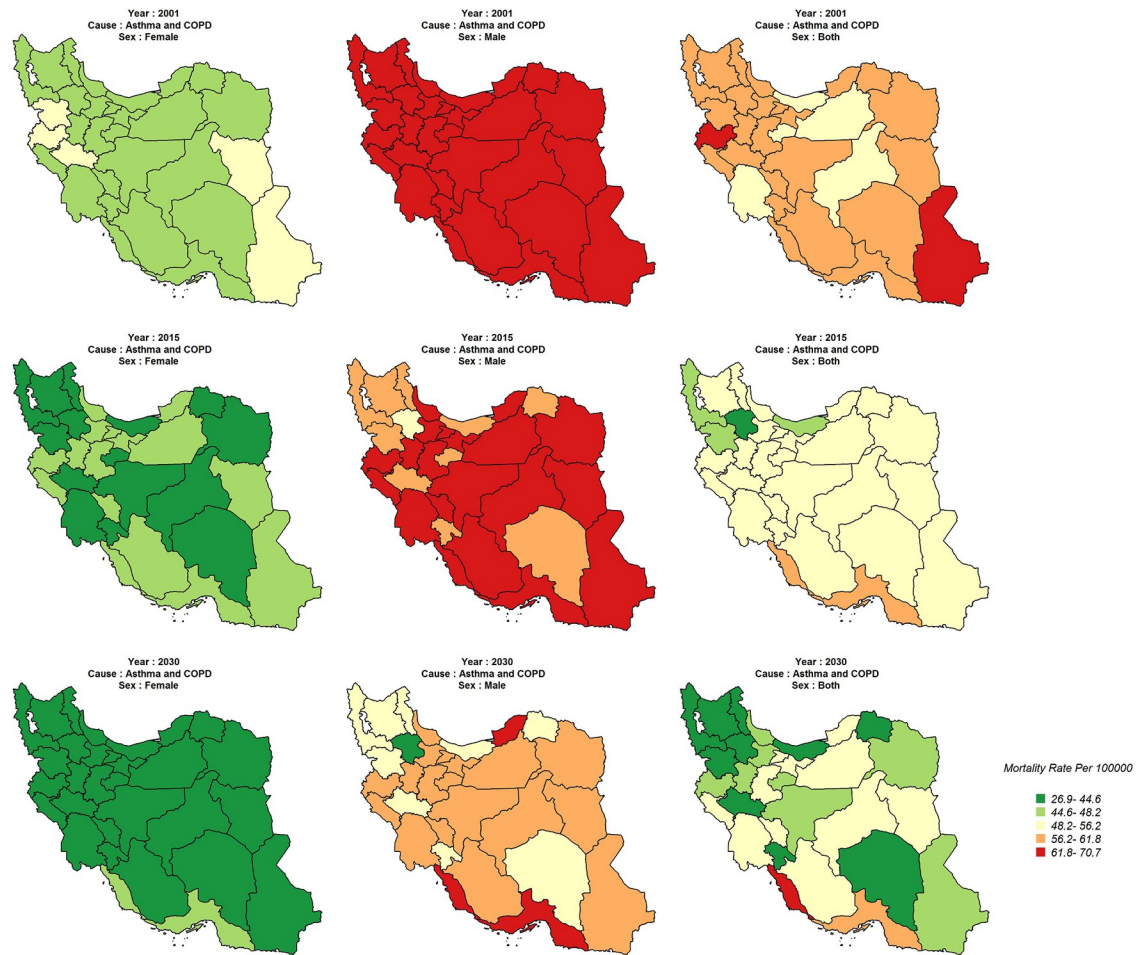 Year : 2001
Cause : Asthma and COPD
Sex : Female
Year : 2001
Cause : Asthma and COPD
Sex : Male
Year : 2001
Cause : Asthma and COPD
Sex : Both
Year : 2015
Cause : Asthma and COPD
Sex : Female
Year : 2015
Cause : Asthma and COPD
Sex : Male
Year : 2015
Cause : Asthma and COPD
Sex : Both
Year : 2030
Cause : Asthma and COPD
Sex : Female
Year : 2030
Cause : Asthma and COPD
Sex : Male
Year : 2030
Cause : Asthma and COPD
Sex : Both
Mortality Rate Per 100000
26.9- 44.6
44.6- 48.2
48.2- 56.2
56.2- 61.8
61.8- 70.7